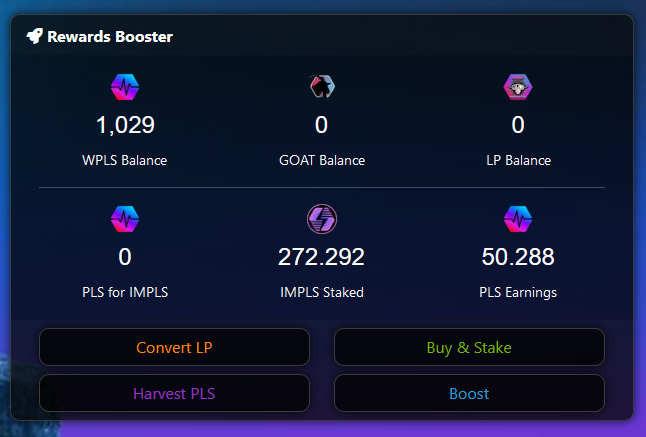 Rewards Booster
1,029 0 0
WPLS Balance GOAT Balance LP Balance
0 272.292 50.288
PLS for IMPLS IMPLS Staked PLS Earnings
Convert LP Buy & Stake
Harvest PLS Boost